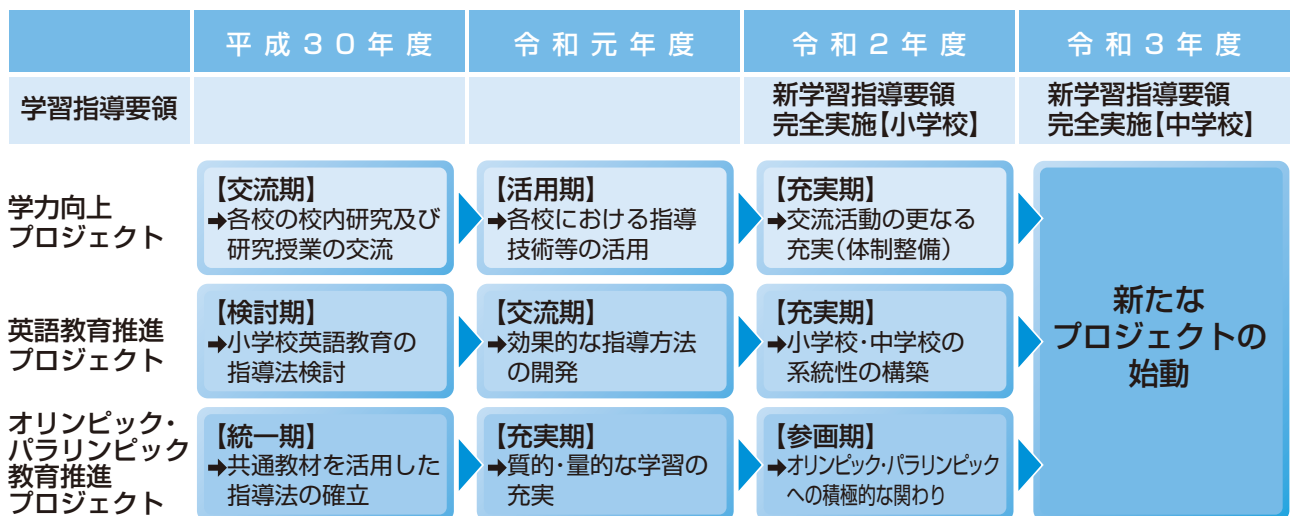 平成30年度
令和元年度
令和2年度
令和3年度
学習指導要領
新学習指導要領
完全実施【小学校】
新学習指導要領
完全実施【中学校】
学力向上
プロジェクト
【交流期】
➡各校の校内研究及び
研究授業の交流
【活用期】
➡各校における指導
技術等の活用
【充実期】
➡交流活動の更なる
充実(体制整備)
英語教育推進
プロジェクト
【検討期】
➡小学校英語教育の
指導法検討
【交流期】
➡効果的な指導方法
の開発
【充実期】
➡小学校・中学校の
系統性の構築
オリンピック・
パラリンピック
教育推進
プロジェクト
【統一期】
➡共通教材を活用した
指導法の確立
【充実期】
➡質的・量的な学習の
充実
【参画期】
➡オリンピック・パラリンピック
への積極的な関わり
新たな
プロジェクトの
始動